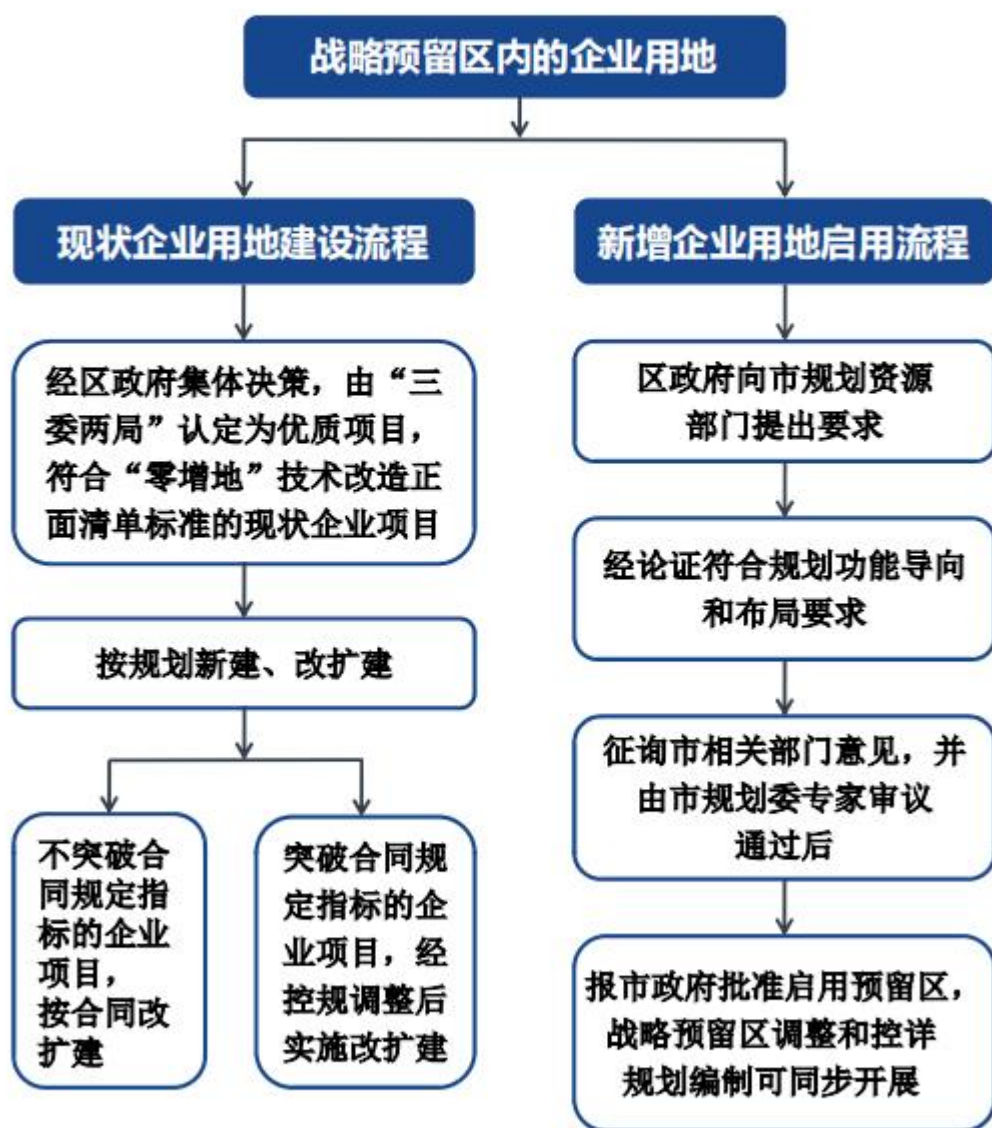 战略预留区内的企业用地
现状企业用地建设流程
经区政府集体决策，由“三
委两局”认定为优质项目，
符合“零增地”技术改造正
面清单标准的现状企业项目
按规划新建、改扩建
不突破合
同规定指
标的企业
项目，
按合同改
扩建
突破合同规
定指标的企
业项目，经
控规调整后
实施改扩建
新增企业用地启用流程
区政府向市规划资源
部门提出要求
经论证符合规划功能导向
和布局要求
征询市相关部门意见，并
由市规划委专家审议
通过后
报市政府批准启用预留区，
战略预留区调整和控详
规划编制可同步开展